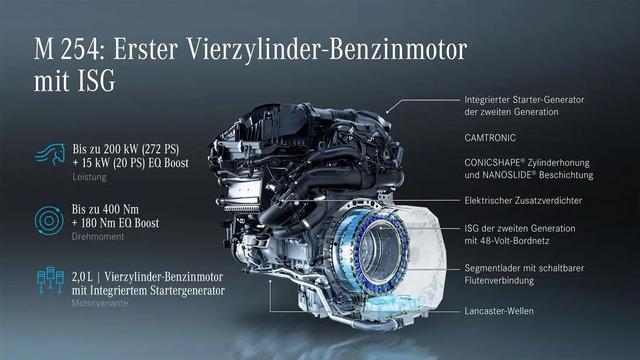 M 254: Erster Vierzylinder-Benzinmotor
mit ISG
Bis zu 200 kW (272 PS)
+ 15 kW (20 PS) EQ Boost
Leistung
Bis zu 400 Nm
+ 180 Nm EQ Boost
Drehmoment
2,0 L | Vierzylinder-Benzinmotor
mit Integriertem Startergenerator
Motorvariante
Integrierter Starter-Generator
der zweiten Generation
CAMTRONIC
CONICSHAPE® Zylinderhonung
und NANOSLIDE® Beschichtung
Elektrischer Zusatzverdichter
ISG der zweiten Generation
mit 48-Volt-Bordnetz
Segmentlader mit schaltbarer
Flutenverbindung
Lancaster-Wellen